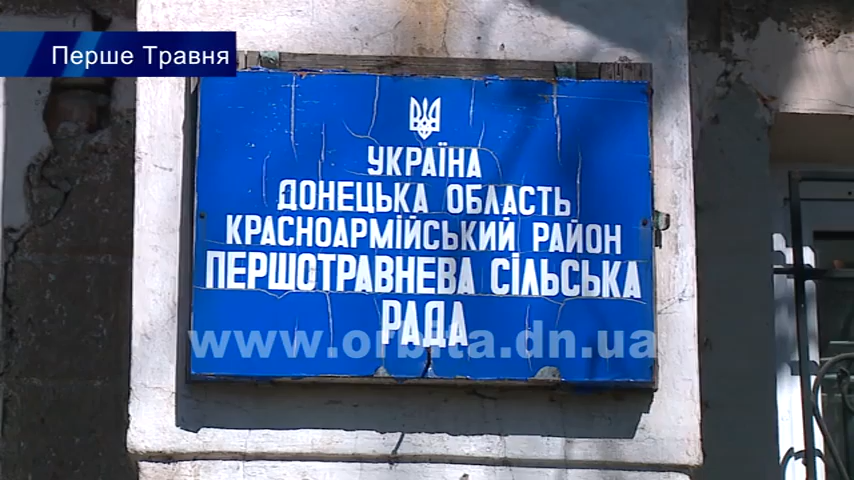 Перше Травня
УКРАЇНА
ДОНЕЦЬКА ОБЛАСТЬ
КРАСНОАРМІЙСЬКИЙ РАЙОН
ПЕРШОТРАВНЕВА СІЛЬСЬКА
РАДА
www.orbita.dn.ua